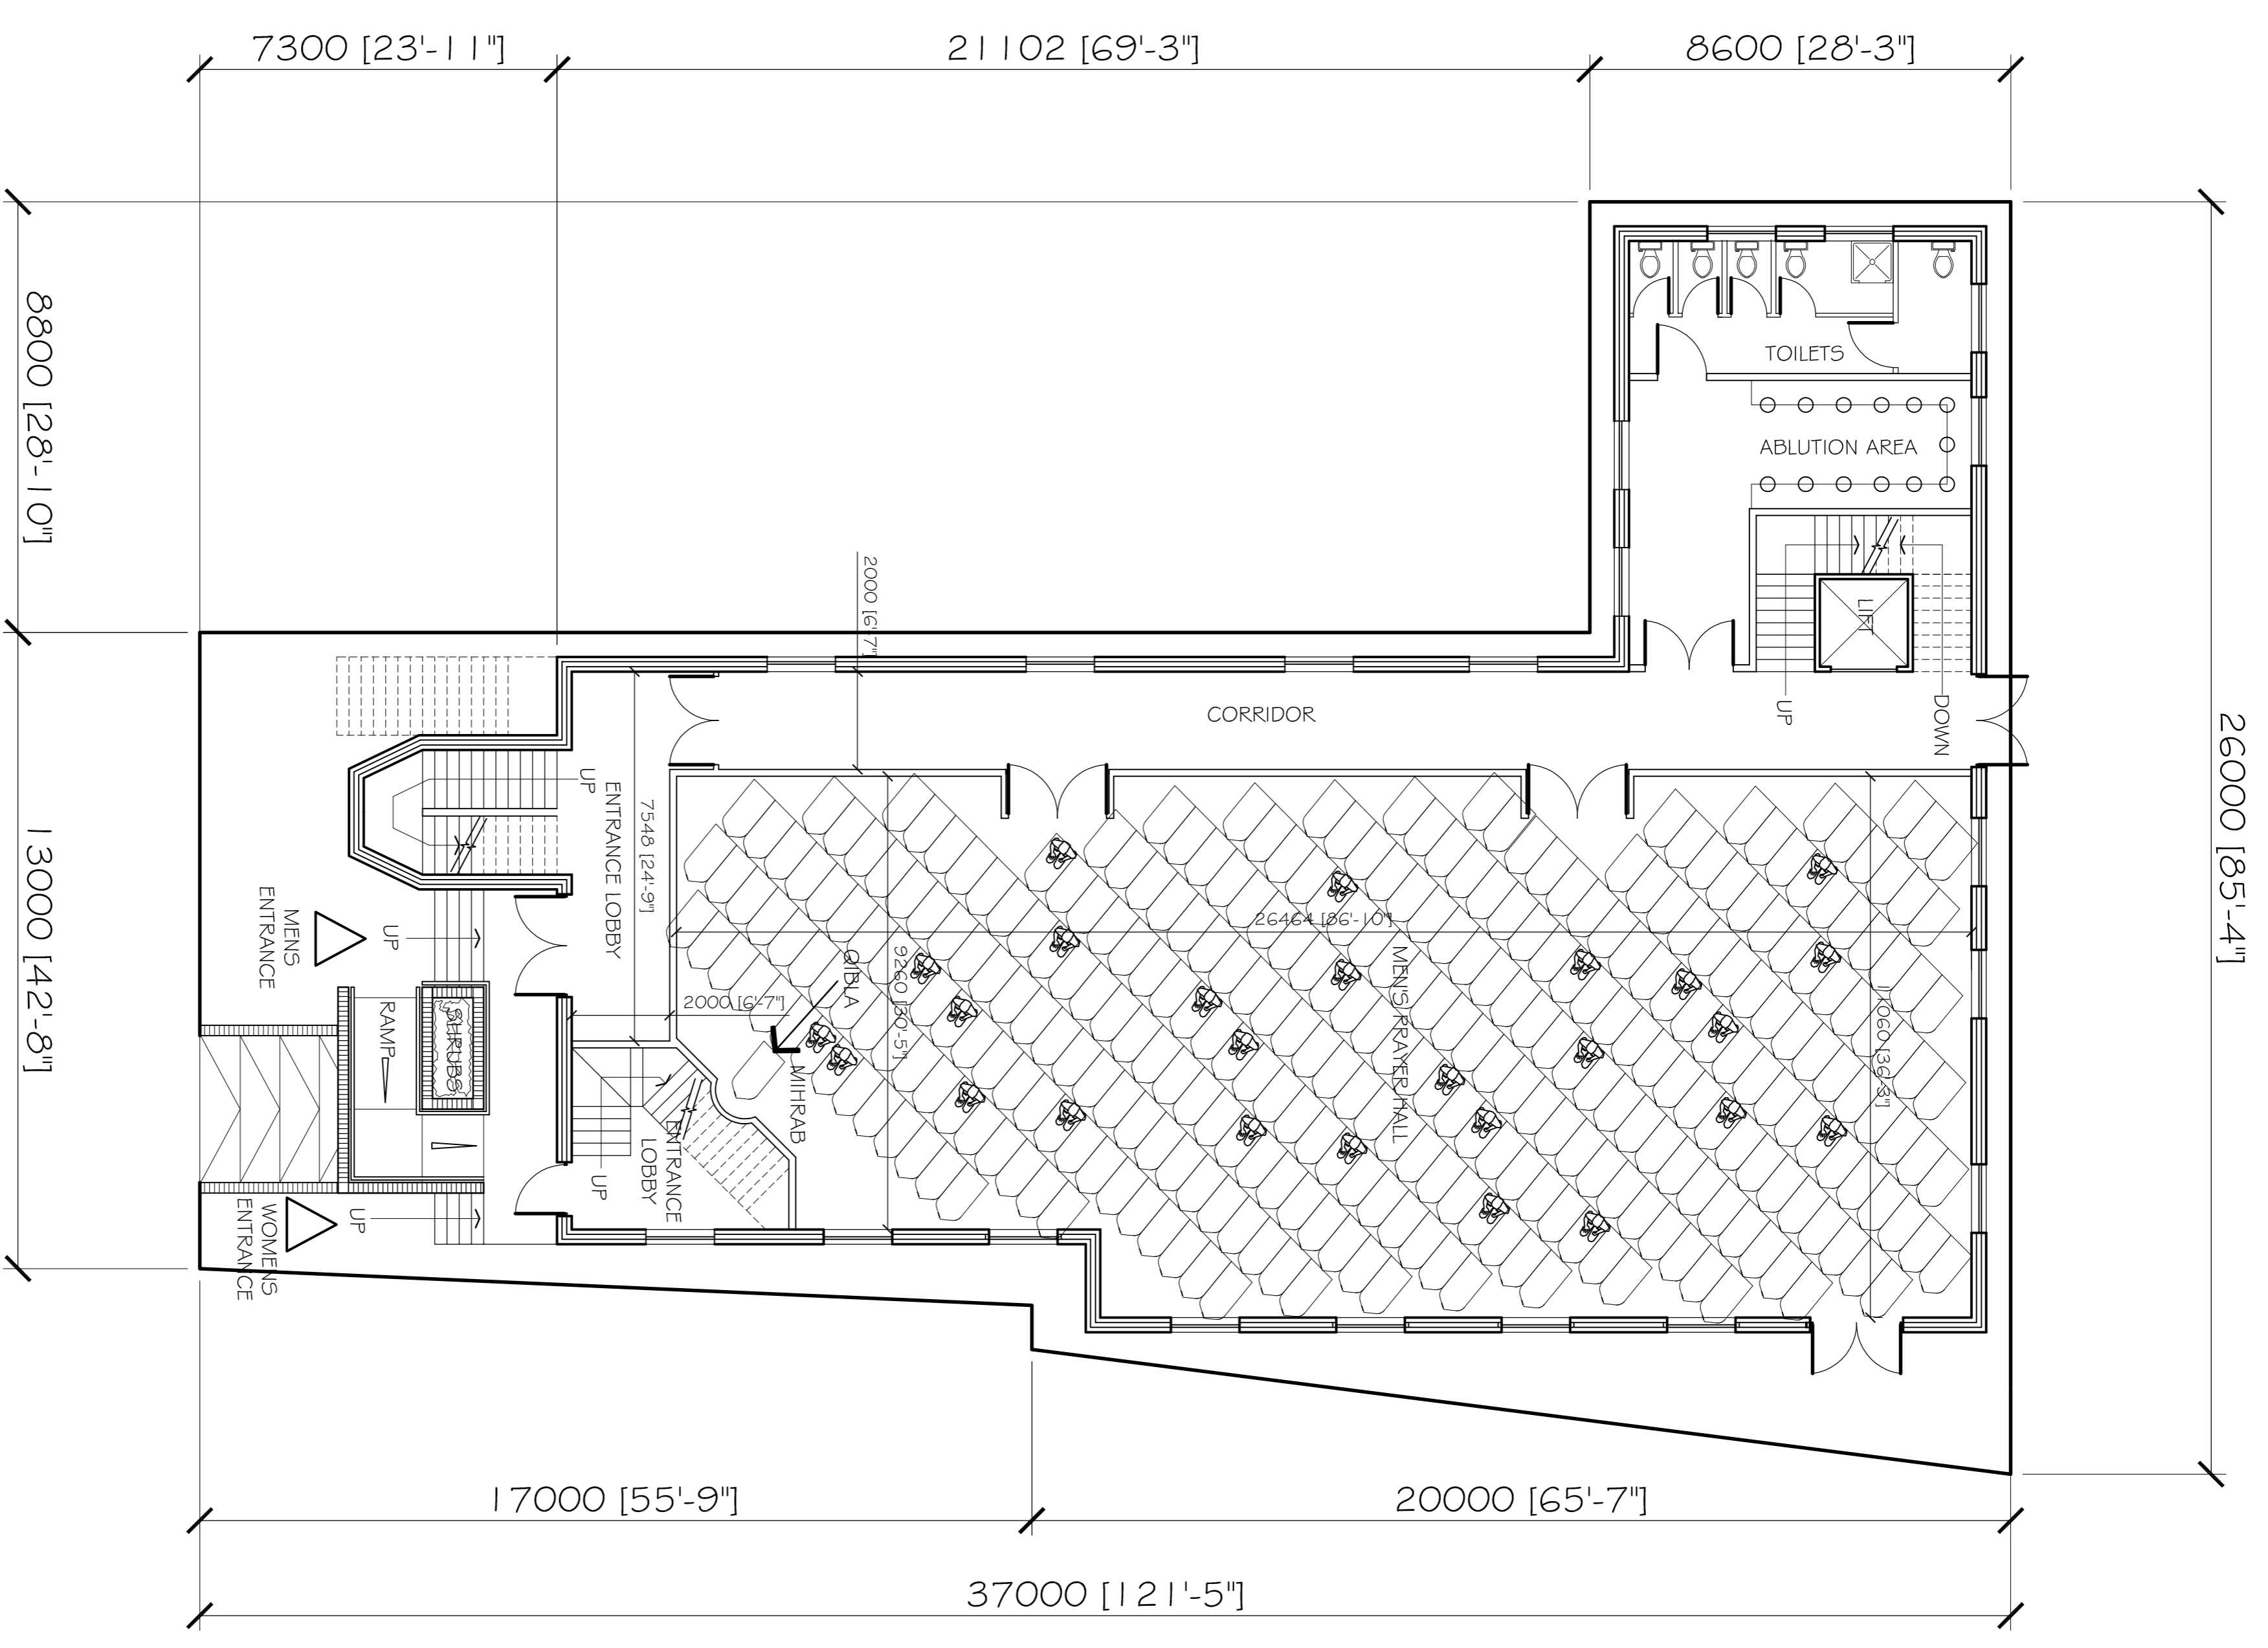 7300 [23'-11"]
21102 [69'-3"]
8600 [28'-3"]
8800 [28'-10"]
13000 [42'-8"]
26000 [85'-4"]
TOILETS
ABLUTION AREA
LIFT
UP
DOWN
2000 [6'-7"]
CORRIDOR
UP
ENTRANCE LOBBY
7548 [24'-9"]
MENS
ENTRANCE
UP
RAMP
SHRUBS
WOMENS
ENTRANCE
UP
UP
ENTRANCE
LOBBY
2000 [6'-7"]
QIBLA
MIHRAB
9260 [30'-5"]
26464 [86'-10"]
MEN'S PRAYER HALL
11060 [36'-3"]
17000 [55'-9"]
20000 [65'-7"]
37000 [121'-5"]